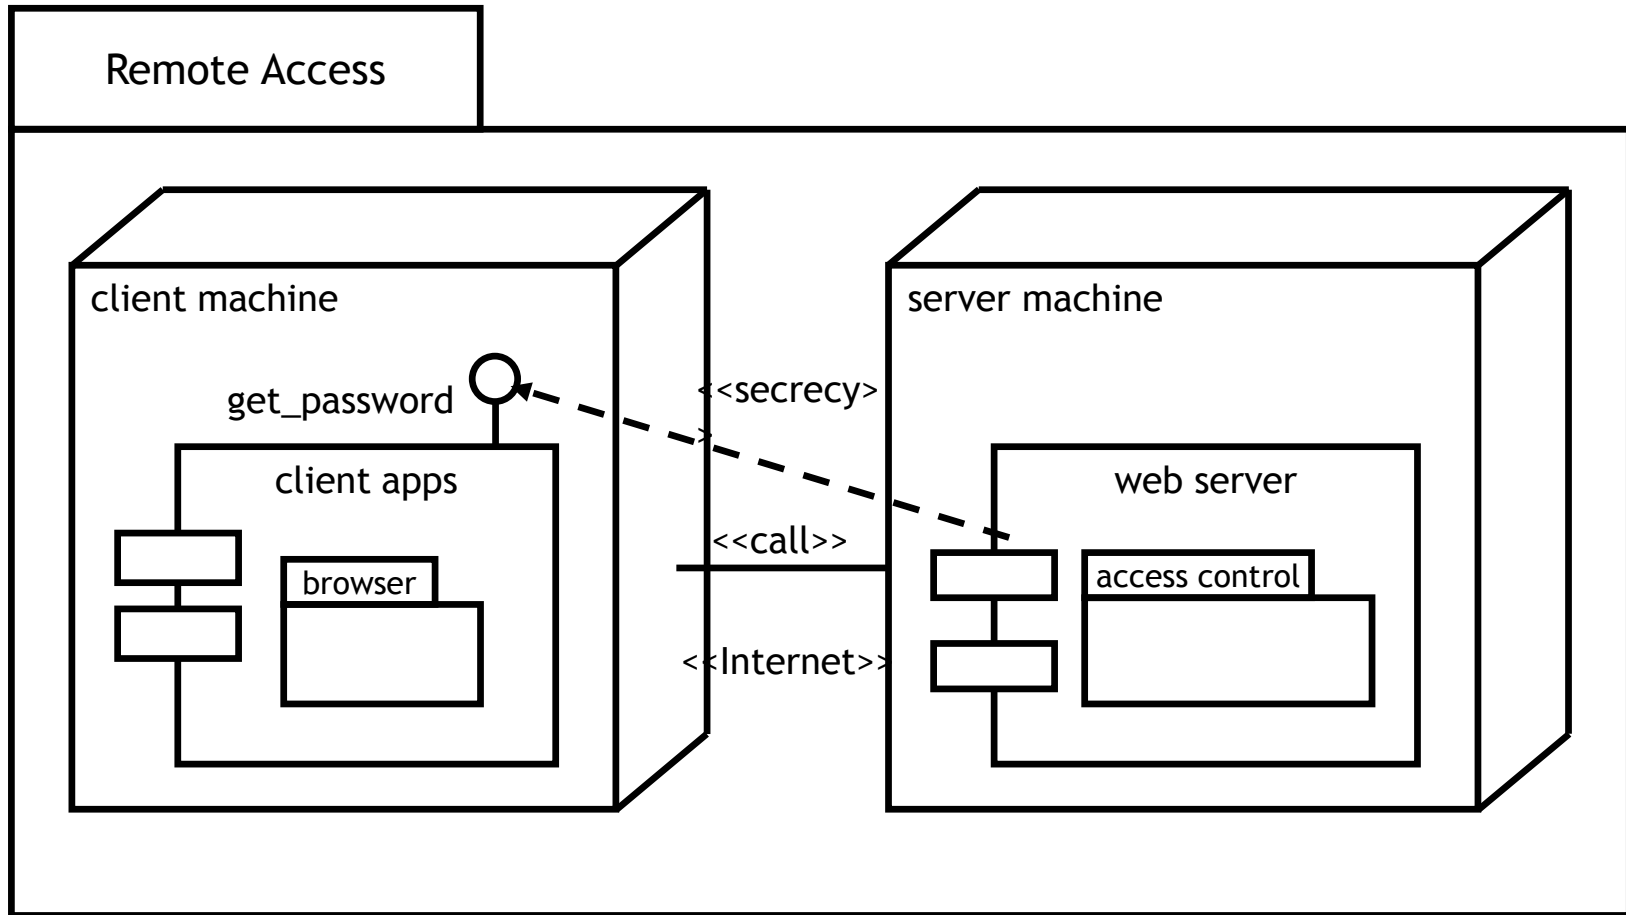 Remote Access
client machine
server machine
get_password
<<secrecy>
>
client apps
web server
<<call>>
browser
access control
<<Internet>>